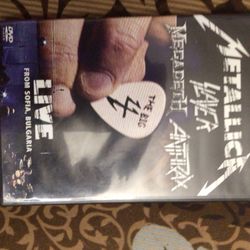 METALLICA
SLAYER
MEGADETH
ANTHRAX
THE BIG
4
LIVE
FROM SOFIA, BULGARIA
DVD